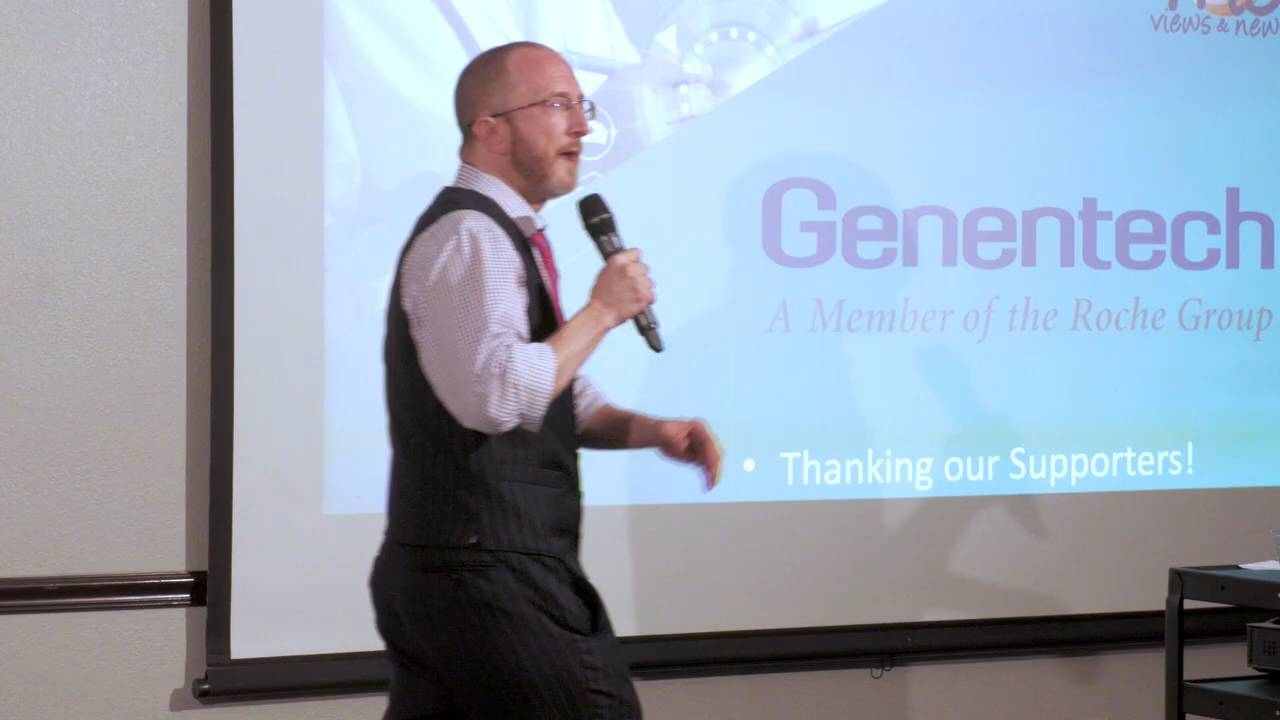 views & new
Genentech
A Member of the Roche Group
• Thanking our Supporters!